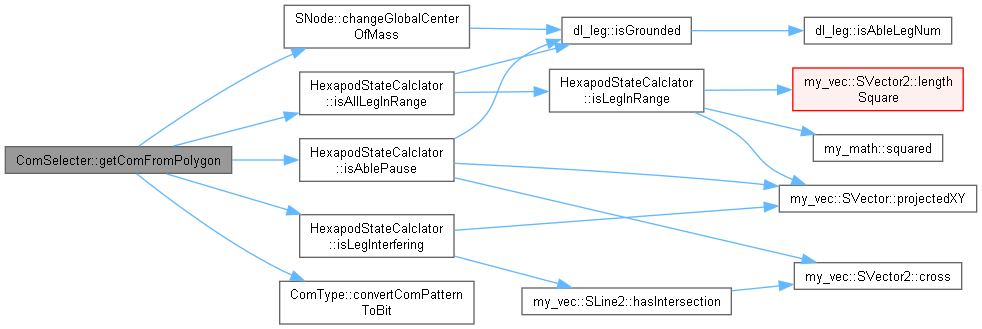 ComSelecter::getComFromPolygon
SNode::changeGlobalCenter
OfMass
HexapodStateCalclator
::isAllLegInRange
HexapodStateCalclator
::isAblePause
HexapodStateCalclator
::isLegInterfering
ComType::convertComPattern
ToBit
dl_leg::isGrounded
HexapodStateCalclator
::isLegInRange
my_vec::SLine2::hasIntersection
dl_leg::isAbleLegNum
my_vec::SVector2::length
Square
my_math::squared
my_vec::SVector::projectedXY
my_vec::SVector2::cross